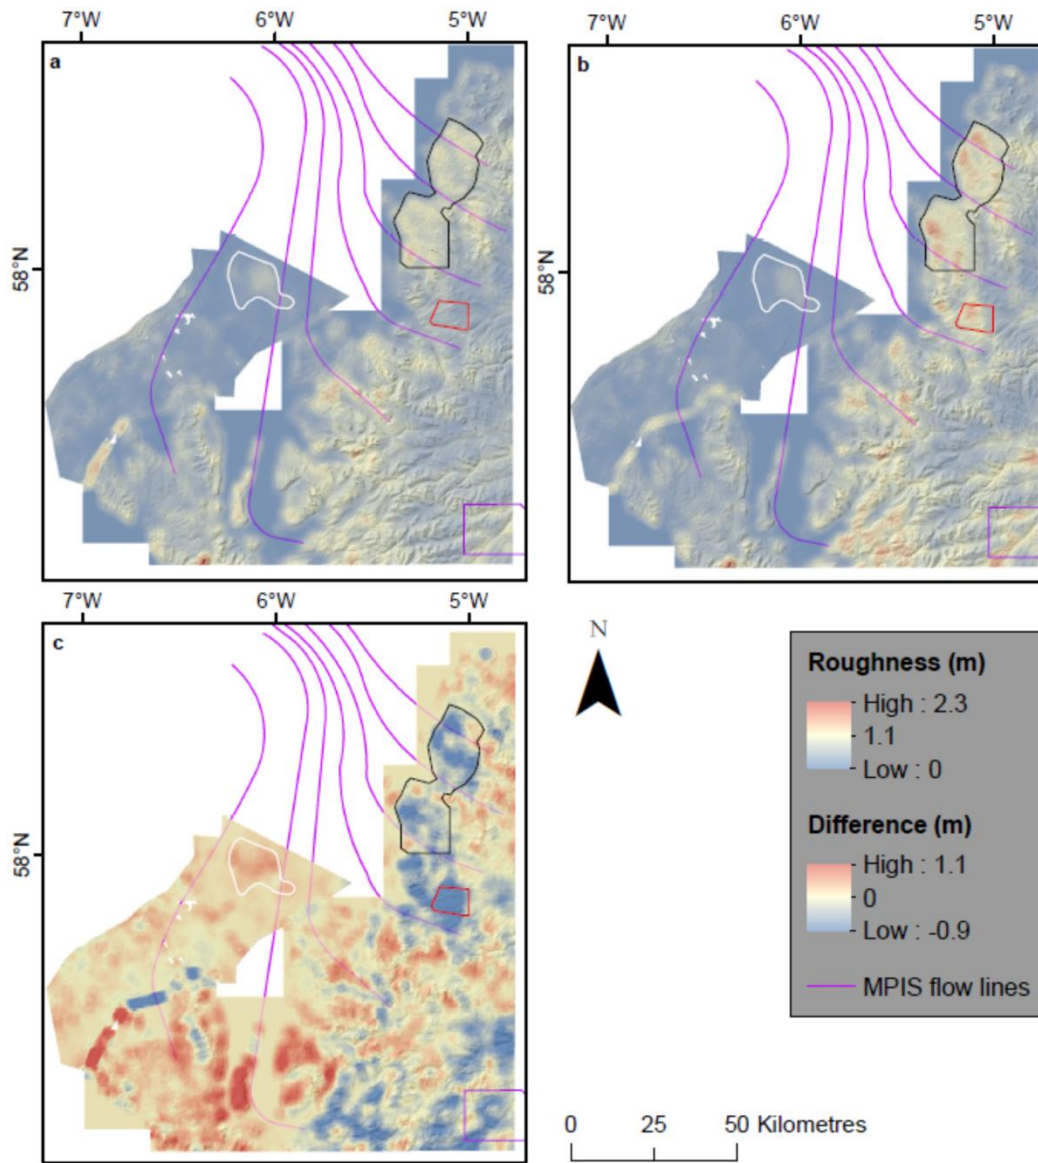 7°W 6°W 5°W 7°W 6°W 5°W
a
b
58°N
58°N
7°W 6°W 5°W
c
58°N
N
Roughness (m)
High : 2.3
1.1
Low : 0
Difference (m)
High : 1.1
0
Low : -0.9
MPIS flow lines
0 25 50 Kilometres